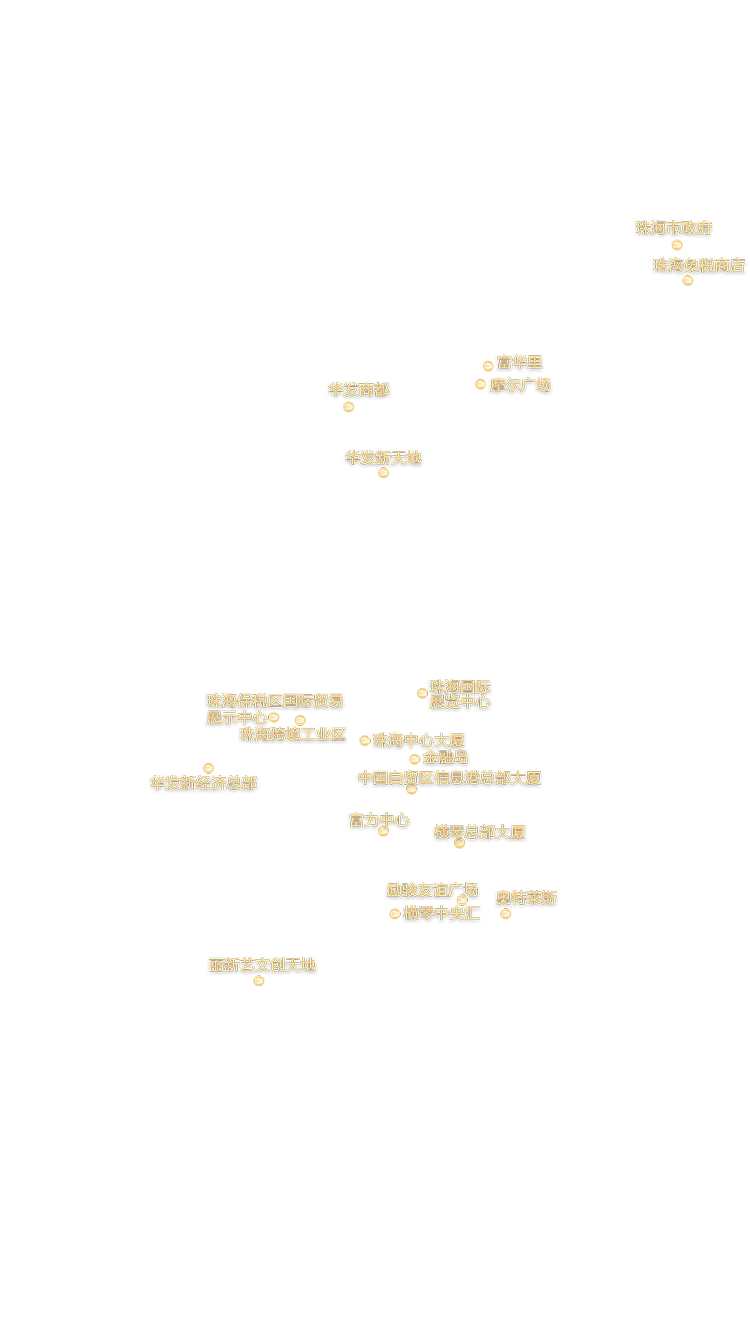 珠海市政府
珠海免税商店
富华里
摩尔广场
华发商都
华发新天地
珠海国际
展览中心
珠海保税区国际贸易
展示中心
珠海跨境工业区
珠海中心大厦
金融岛
中国自贸区信息港总部大厦
华发新经济总部
富力中心
横琴总部大厦
励骏友谊广场
奥特莱斯
横琴中央汇
丽新艺文创天地